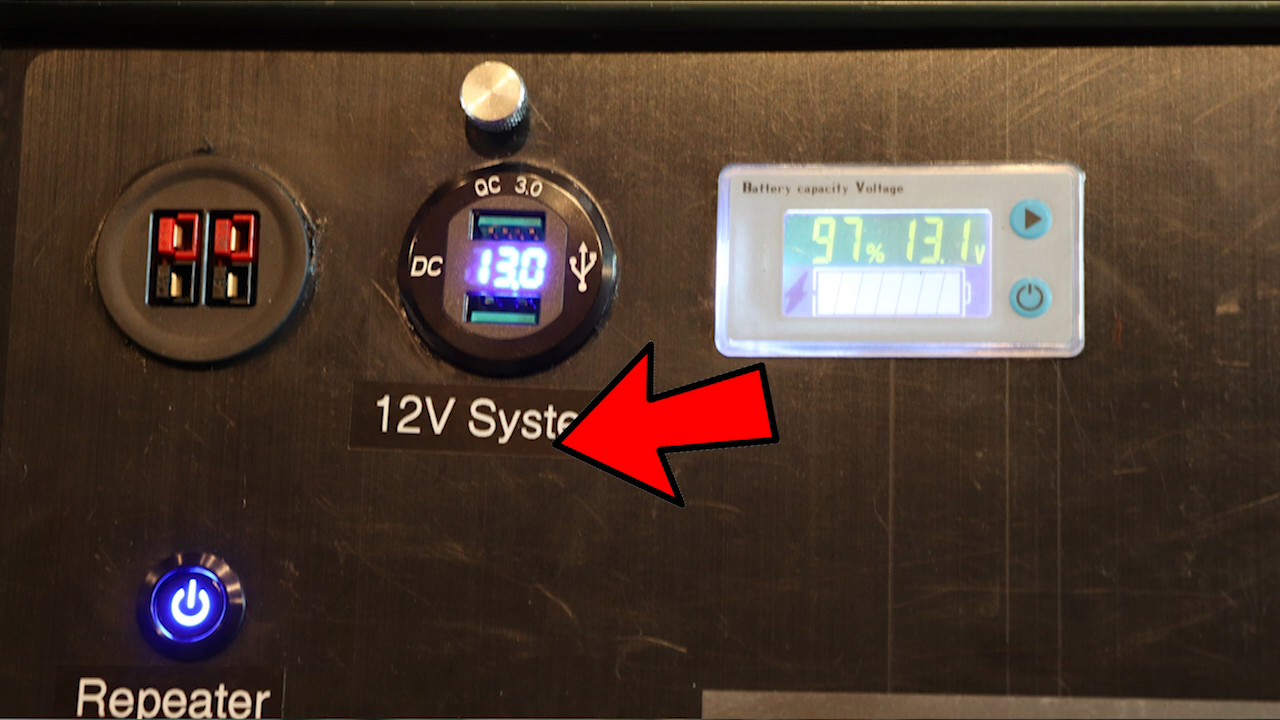 QC 3.0
DC
13.0
Battery capacity Voltage
97% 13.1v
12V Syste
Repeater